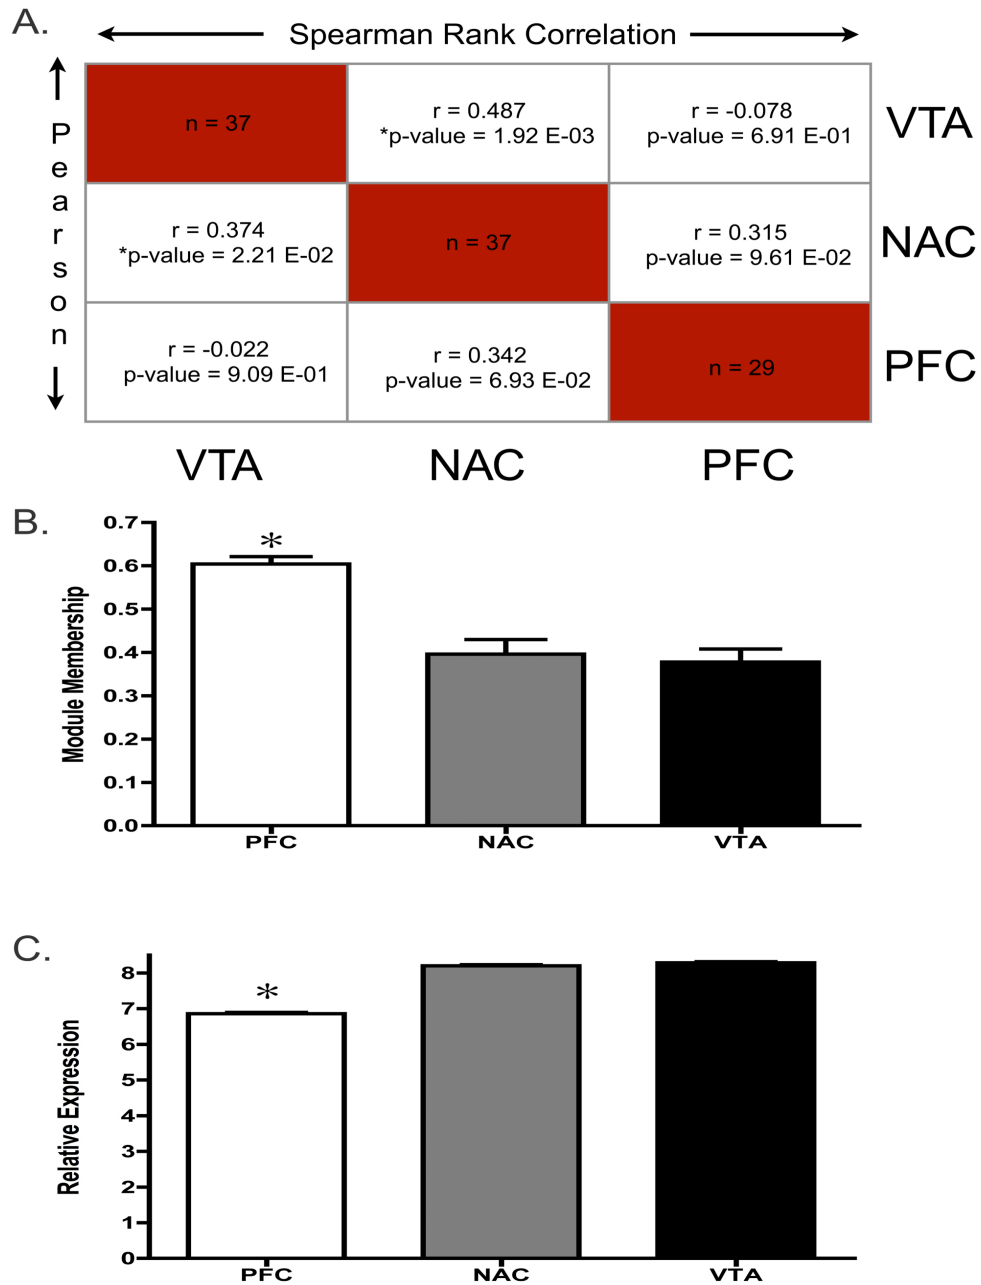 A.
Spearman Rank Correlation
Pearson
n = 37
r = 0.487
*p-value = 1.92 E-03
r = -0.078
p-value = 6.91 E-01
VTA
r = 0.374
*p-value = 2.21 E-02
n = 37
r = 0.315
p-value = 9.61 E-02
NAC
r = -0.022
p-value = 9.09 E-01
r = 0.342
p-value = 6.93 E-02
n = 29
PFC
VTA NAC PFC
B.
Module Membership
0.7
0.6
0.5
0.4
0.3
0.2
0.1
0.0
*
PFC NAC VTA
C.
Relative Expression
8
7
6
5
4
3
2
1
0
*
PFC NAC VTA